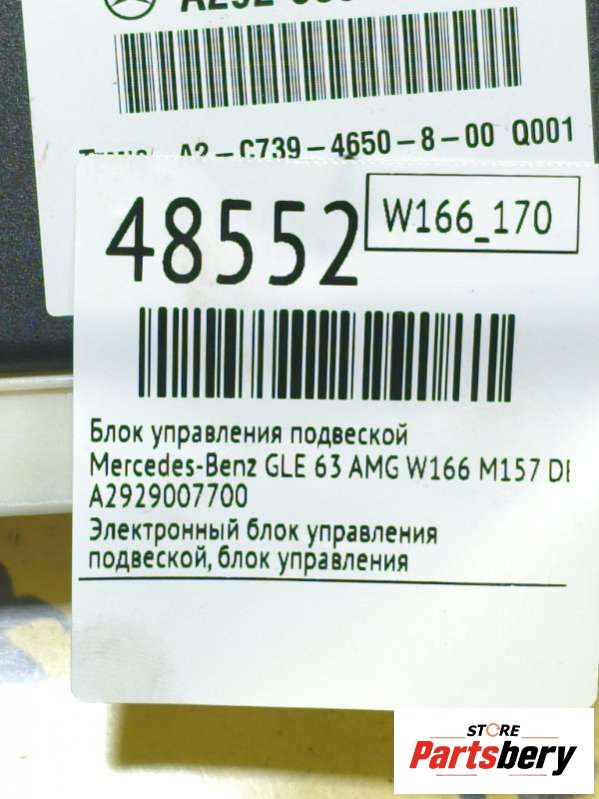 A2-C739-4650-8-00 Q001
48552
W166_170
Блок управления подвеской
Mercedes-Benz GLE 63 AMG W166 M157
A2929007700
Электронный блок управления
подвеской, блок управления
STORE
Partsbery